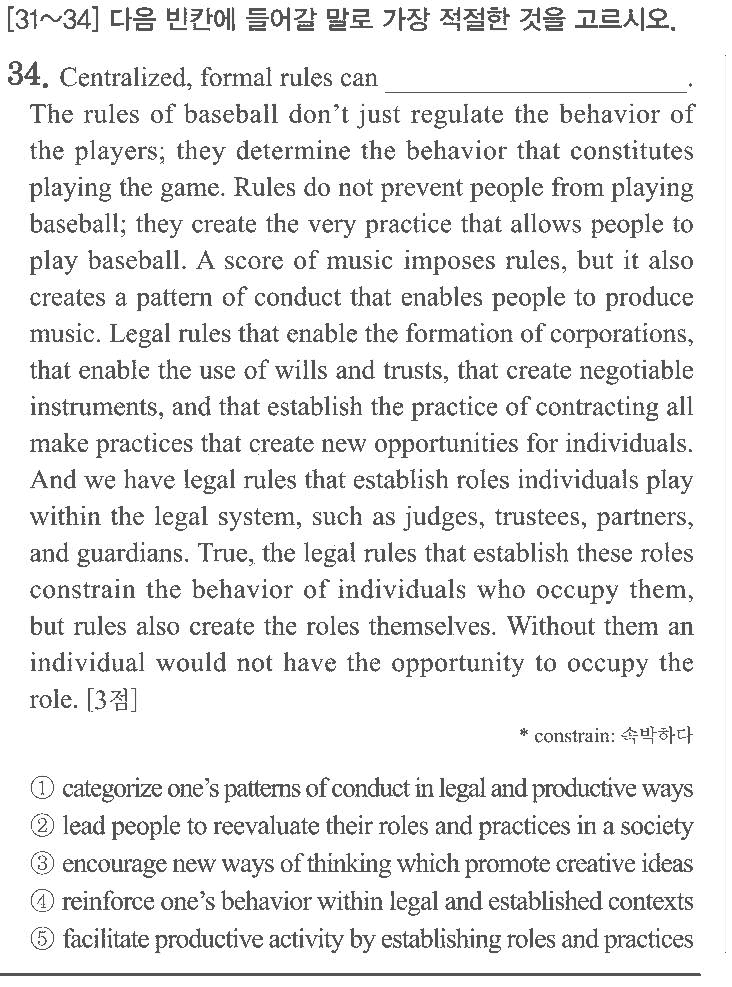 [31~34] 다음 빈칸에 들어갈 말로 가장 적절한 것을 고르시오.
34. Centralized, formal rules can ______________________.
The rules of baseball don't just regulate the behavior of
the players; they determine the behavior that constitutes
playing the game. Rules do not prevent people from playing
baseball; they create the very practice that allows people to
play baseball. A score of music imposes rules, but it also
creates a pattern of conduct that enables people to produce
music. Legal rules that enable the formation of corporations,
that enable the use of wills and trusts, that create negotiable
instruments, and that establish the practice of contracting all
make practices that create new opportunities for individuals.
And we have legal rules that establish roles individuals play
within the legal system, such as judges, trustees, partners,
and guardians. True, the legal rules that establish these roles
constrain the behavior of individuals who occupy them,
but rules also create the roles themselves. Without them an
individual would not have the opportunity to occupy the
role. [3점]
* constrain: 속박하다
① categorize one's patterns of conduct in legal and productive ways
② lead people to reevaluate their roles and practices in a society
③ encourage new ways of thinking which promote creative ideas
④ reinforce one's behavior within legal and established contexts
⑤ facilitate productive activity by establishing roles and practices